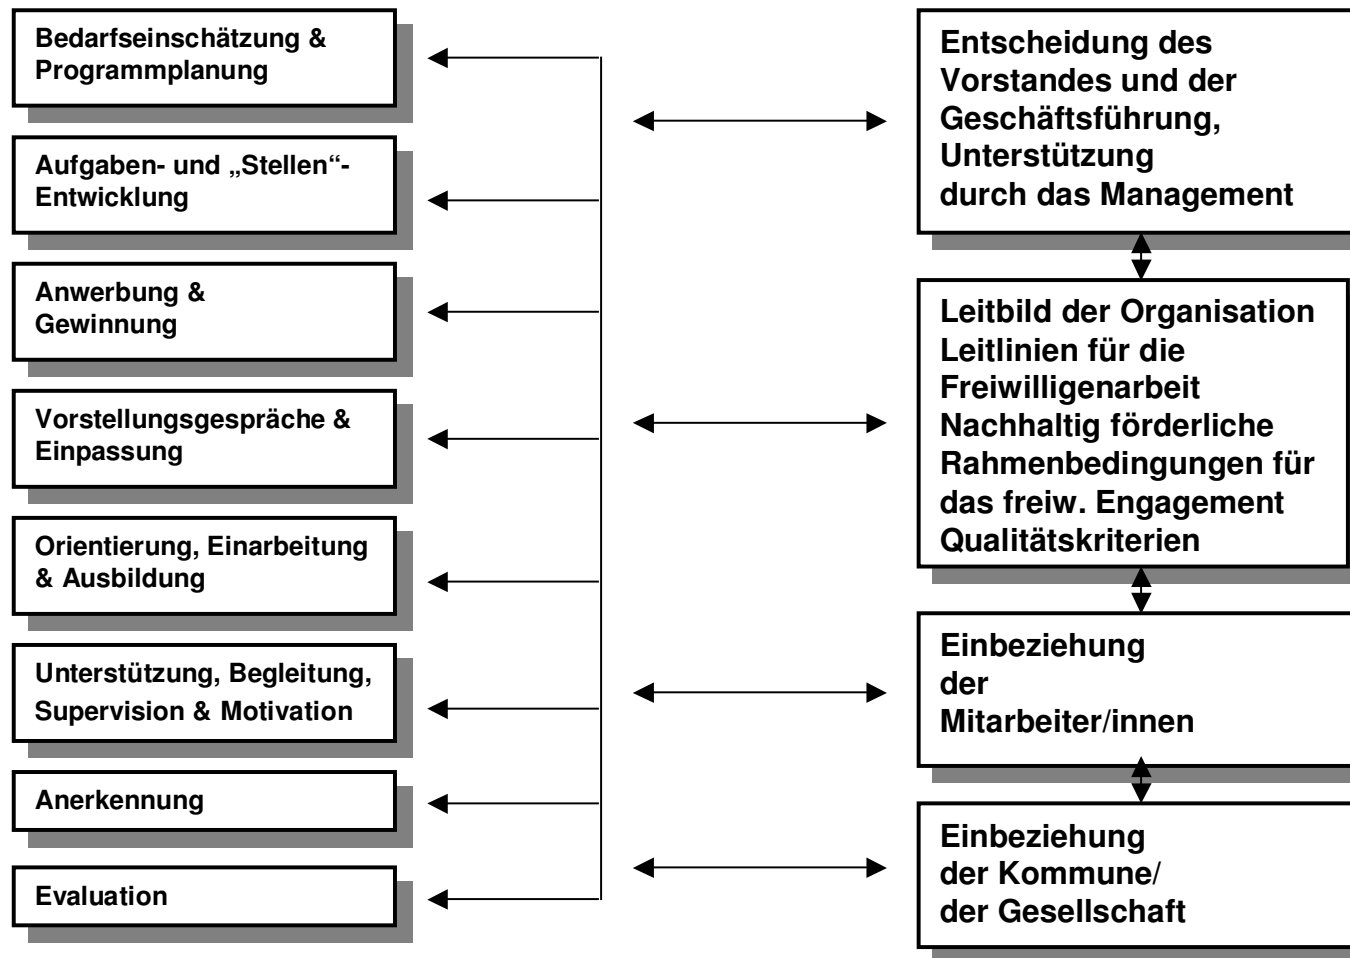 Bedarfseinschätzung &
Programmplanung
Aufgaben- und „Stellen“-
Entwicklung
Anwerbung &
Gewinnung
Vorstellungsgespräche &
Einpassung
Orientierung, Einarbeitung
& Ausbildung
Unterstützung, Begleitung,
Supervision & Motivation
Anerkennung
Evaluation
Entscheidung des
Vorstandes und der
Geschäftsführung,
Unterstützung
durch das Management
Leitbild der Organisation
Leitlinien für die
Freiwilligenarbeit
Nachhaltig förderliche
Rahmenbedingungen für
das freiw. Engagement
Qualitätskriterien
Einbeziehung
der
Mitarbeiter/innen
Einbeziehung
der Kommune/
der Gesellschaft